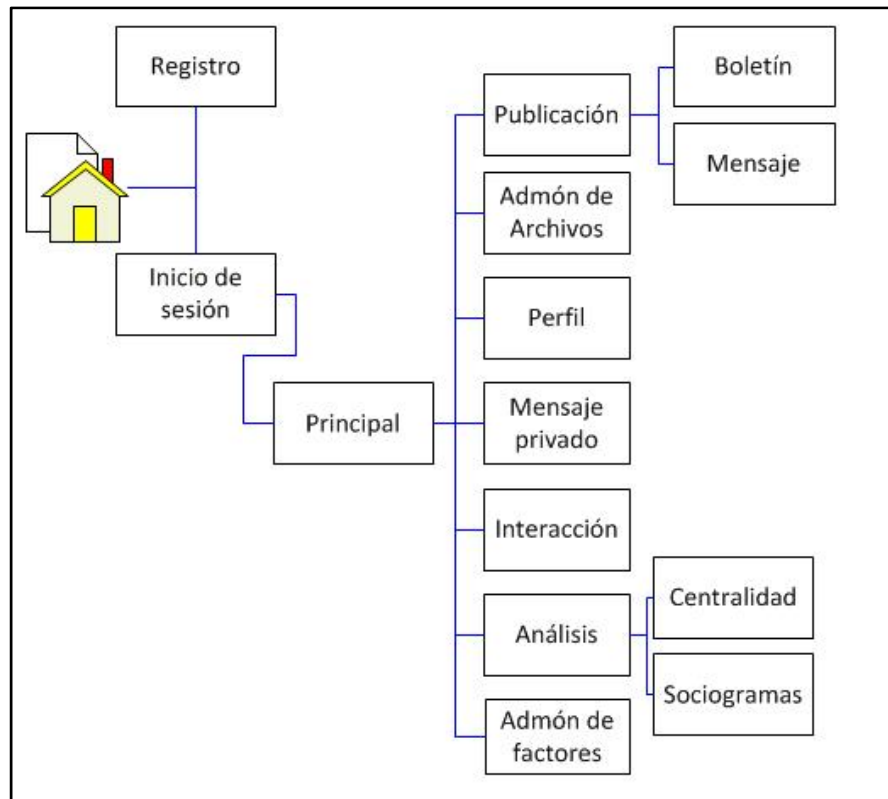 Registro
Inicio de
sesión
Principal
Publicación
Boletín
Mensaje
Admón de
Archivos
Perfil
Mensaje
privado
Interacción
Análisis
Centralidad
Sociogramas
Admón de
factores